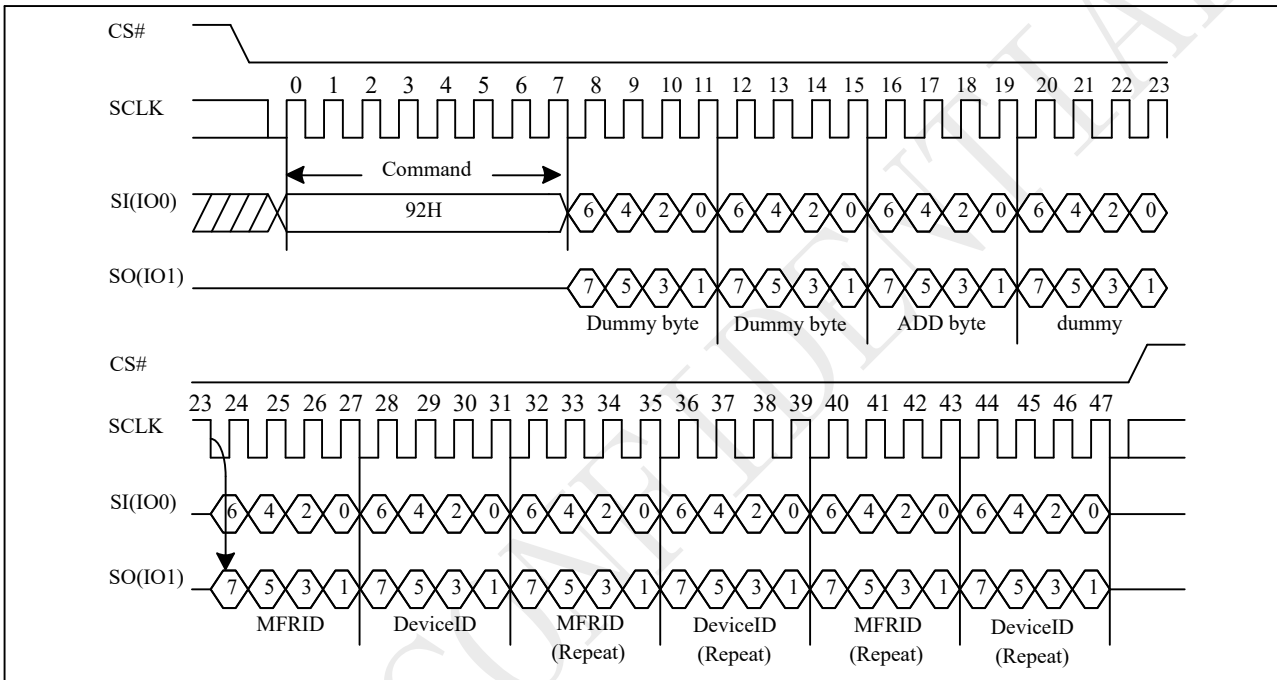 CS#
0 1 2 3 4 5 6 7 8 9 10 11 12 13 14 15 16 17 18 19 20 21 22 23
SCLK
Command
SI(IO0)
92H
6 4 2 0 6 4 2 0 6 4 2 0 6 4 2 0
SO(IO1)
7 5 3 1 7 5 3 1 7 5 3 1 7 5 3 1
Dummy byte Dummy byte ADD byte dummy
CS#
23 24 25 26 27 28 29 30 31 32 33 34 35 36 37 38 39 40 41 42 43 44 45 46 47
SCLK
SI(IO0)
6 4 2 0 6 4 2 0 6 4 2 0 6 4 2 0 6 4 2 0 6 4 2 0
SO(IO1)
7 5 3 1 7 5 3 1 7 5 3 1 7 5 3 1 7 5 3 1 7 5 3 1
MFRID DeviceID MFRID DeviceID MFRID DeviceID
(Repeat) (Repeat) (Repeat) (Repeat)
CONFIDENTIAL